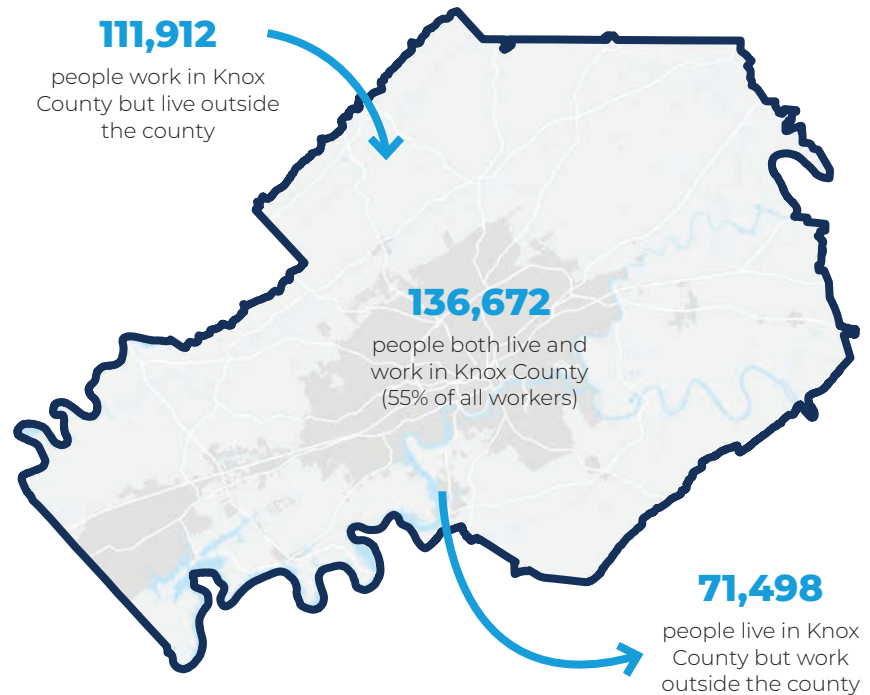 111,912
people work in Knox
County but live outside
the county
136,672
people both live and
work in Knox County
(55% of all workers)
71,498
people live in Knox
County but work
outside the county